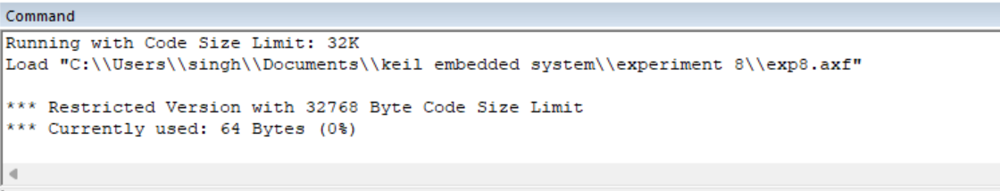 Command
Running with Code Size Limit: 32K
Load "C:\\Users\\singh\\Documents\\keil embedded system\\experiment 8\\exp8.axf"
*** Restricted Version with 32768 Byte Code Size Limit
*** Currently used: 64 Bytes (0%)